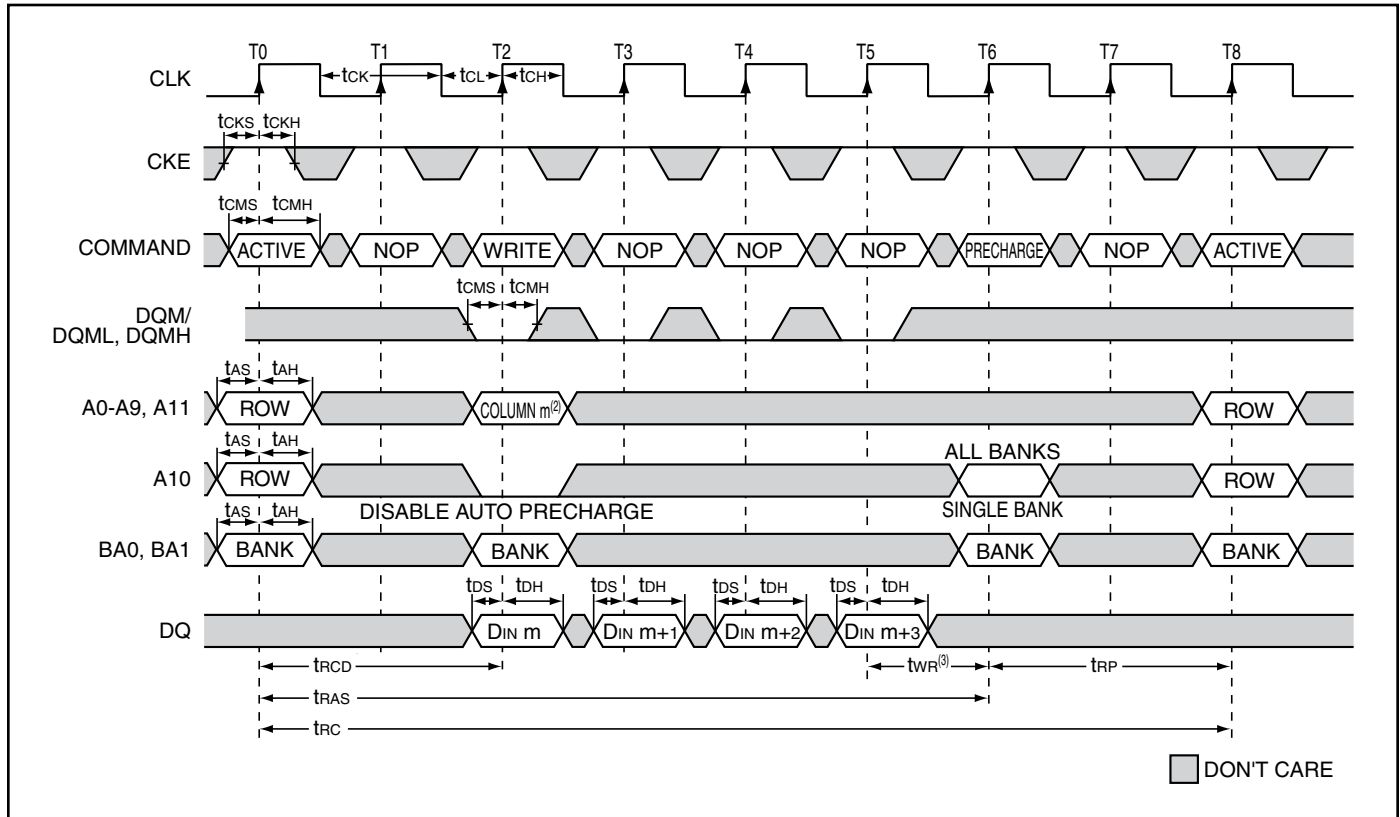 T0 T1 T2 T3 T4 T5 T6 T7 T8
CLK tCK tCL tCH
tCKS tCKH
CKE
tCMS tCMH
COMMAND ACTIVE NOP WRITE NOP NOP NOP PRECHARGE NOP ACTIVE
tCMS tCMH
DQM/
DQML, DQMH
tAS tAH
A0-A9, A11 ROW COLUMN m(2) ROW
tAS tAH ALL BANKS
A10 ROW ROW
DISABLE AUTO PRECHARGE SINGLE BANK
tAS tAH
BA0, BA1 BANK BANK BANK BANK
tDS tDH tDS tDH tDS tDH tDS tDH
DQ DIN m DIN m+1 DIN m+2 DIN m+3
tRCD tWR(3) tRP
tRAS
tRC
DON'T CARE